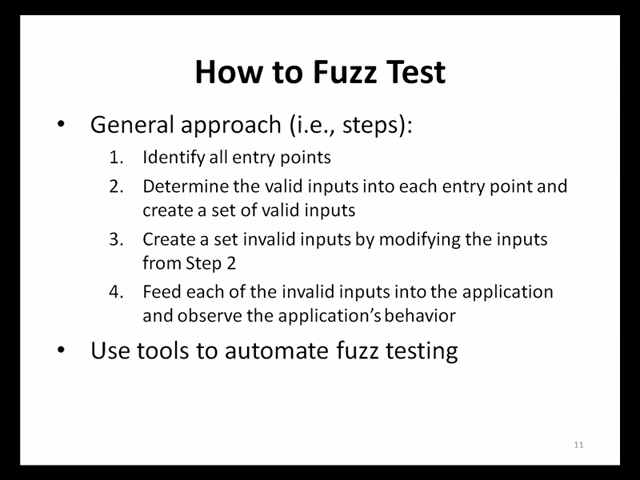 How to Fuzz Test
• General approach (i.e., steps):
1. Identify all entry points
2. Determine the valid inputs into each entry point and
create a set of valid inputs
3. Create a set invalid inputs by modifying the inputs
from Step 2
4. Feed each of the invalid inputs into the application
and observe the application's behavior
• Use tools to automate fuzz testing
11